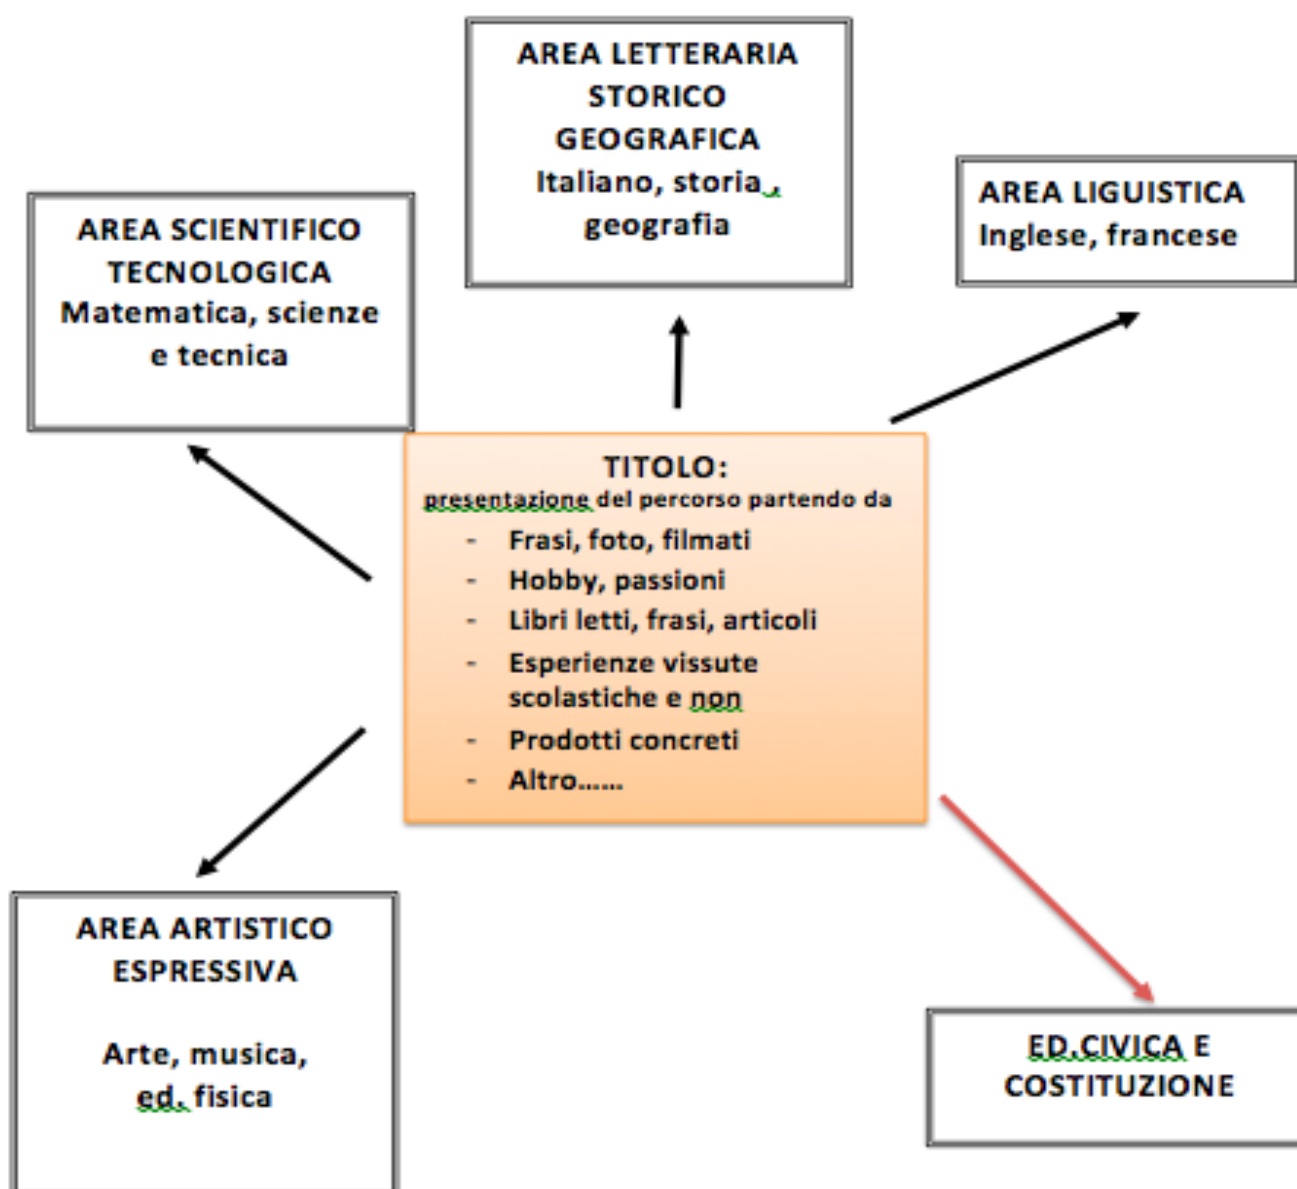 AREA LETTERARIA
STORICO
GEOGRAFICA
Italiano, storia ,
geografia
AREA LIGUISTICA
Inglese, francese
AREA SCIENTIFICO
TECNOLOGICA
Matematica, scienze
e tecnica
TITOLO:
presentazione del percorso partendo da
- Frasi, foto, filmati
- Hobby, passioni
- Libri letti, frasi, articoli
- Esperienze vissute
scolastiche e non
- Prodotti concreti
- Altro……
AREA ARTISTICO
ESPRESSIVA
Arte, musica,
ed. fisica
ED.CIVICA E
COSTITUZIONE